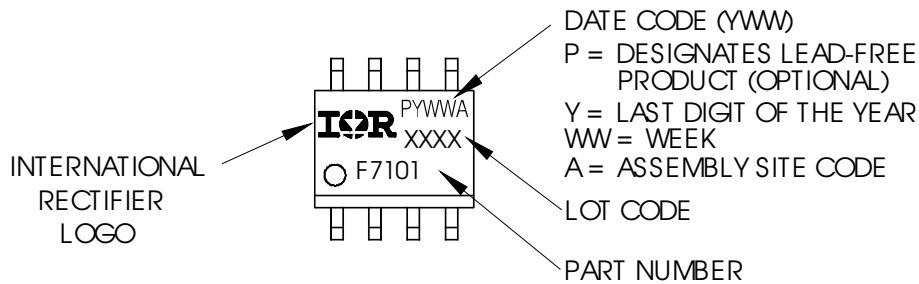 DATE CODE (YWW)
P = DESIGNATES LEAD-FREE
PRODUCT (OPTIONAL)
Y = LAST DIGIT OF THE YEAR
WW = WEEK
A = ASSEMBLY SITE CODE
LOT CODE
PART NUMBER
INTERNATIONAL
RECTIFIER
LOGO
IOR
PYWWA
XXXX
F7101